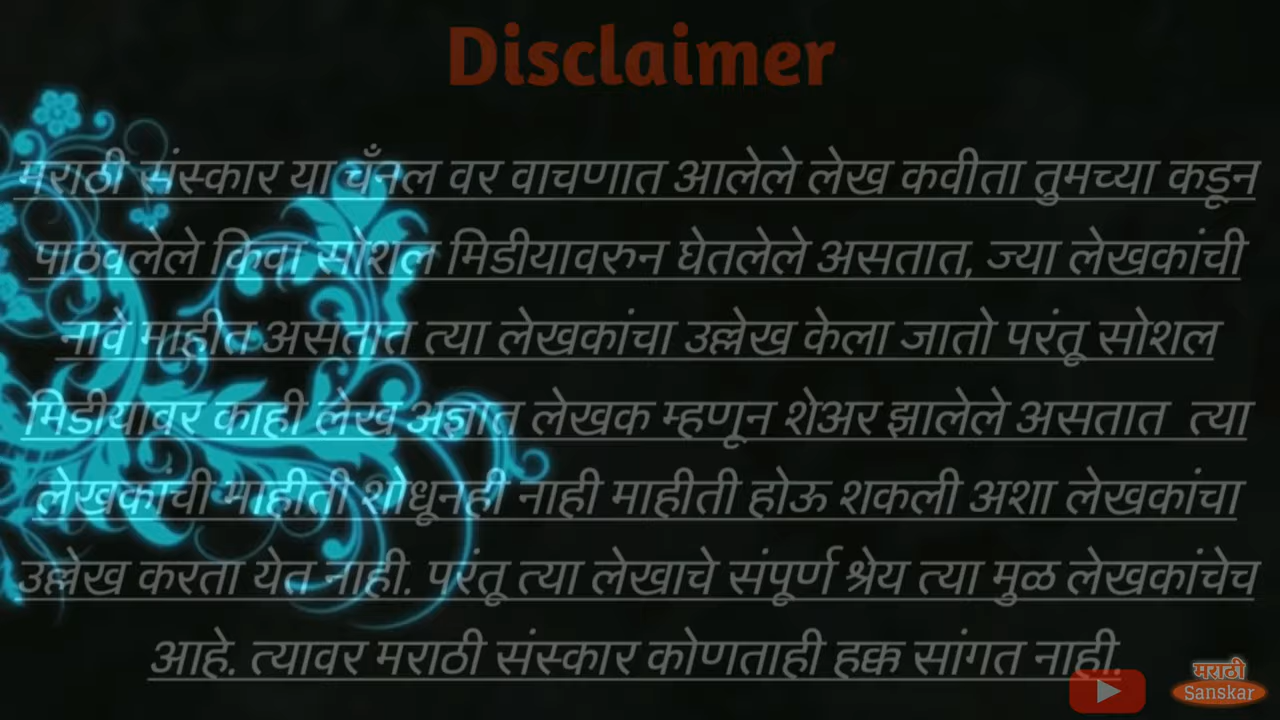 Disclaimer
मराठी संस्कार या चॅंनल वर वाचणात आलेले लेख कवीता तुमच्या कडून
पाठवलेले किंवा सोशल मिडीयावरुन घेतलेले असतात, ज्या लेखकांची
नावे माहीत असतात त्या लेखकांचा उल्लेख केला जातो परंतू सोशल
मिडीयावर काही लेख अज्ञात लेखक म्हणून शेअर झालेले असतात त्या
लेखकांची माहीती शोधूनही नाही माहीती होऊ शकली अशा लेखकांचा
उल्लेख करता येत नाही. परंतू त्या लेखाचे संपूर्ण श्रेय त्या मुळ लेखकांचेच
आहे. त्यावर मराठी संस्कार कोणताही हक्क सांगत नाही.
मराठी
Sanskar